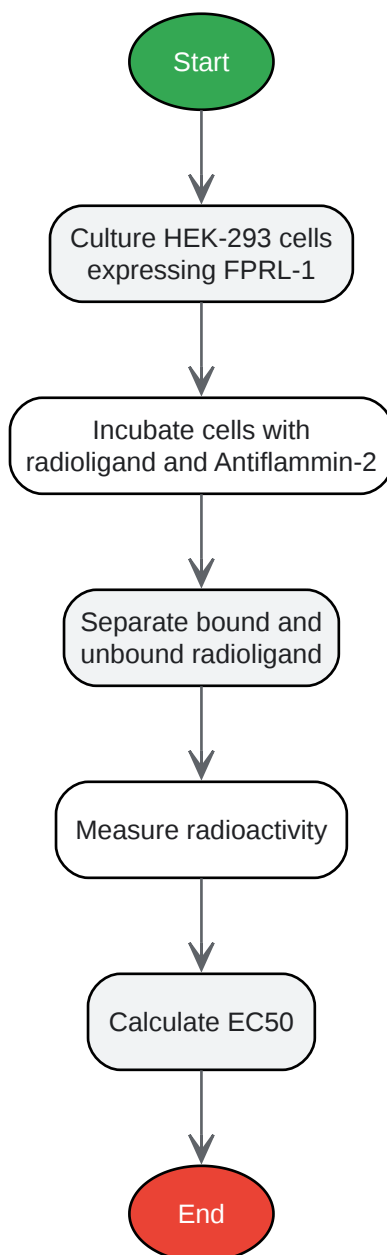 Start
Culture HEK-293 cells
expressing FPRL-1
Incubate cells with
radioligand and Antiflammin-2
Separate bound and
unbound radioligand
Measure radioactivity
Calculate EC50
End